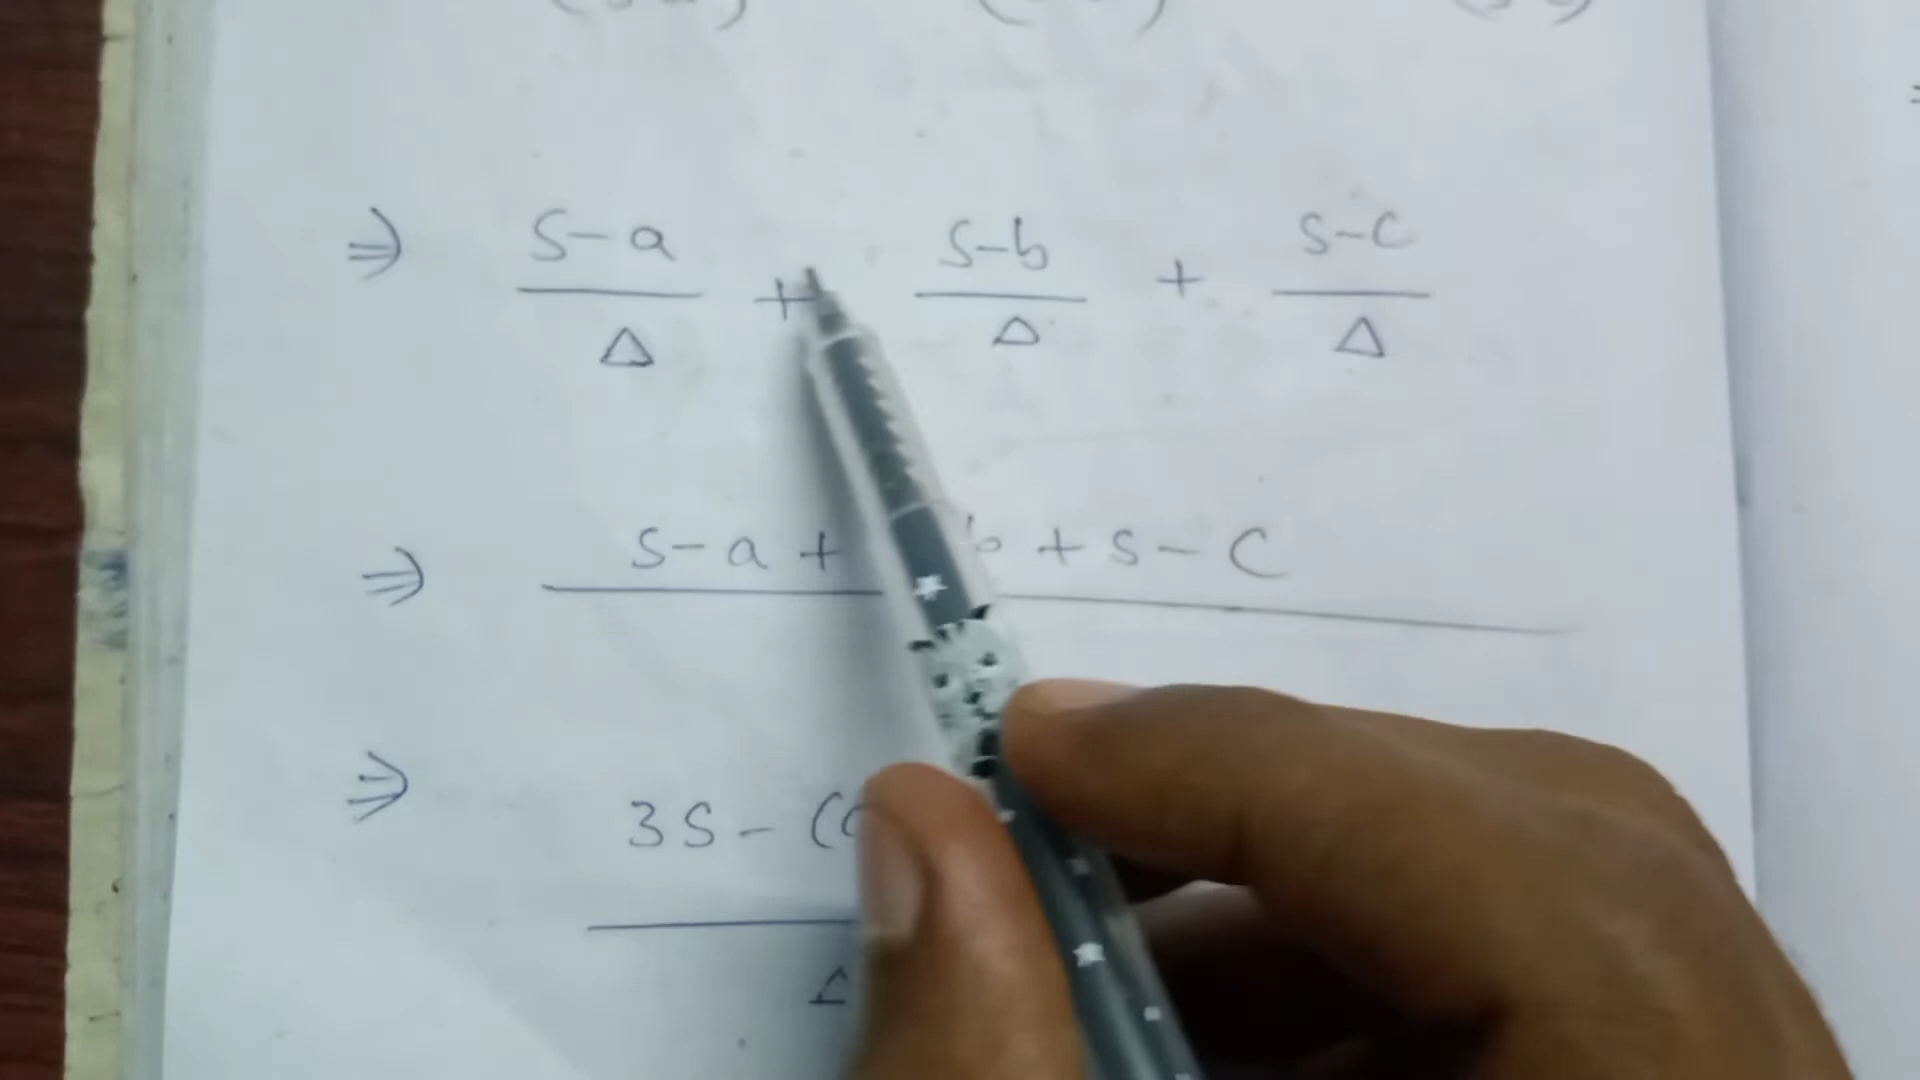 ⇒ S-a/Δ + S-b/Δ + S-c/Δ
⇒ S-a + b + S-C
⇒ 3S-( / Δ